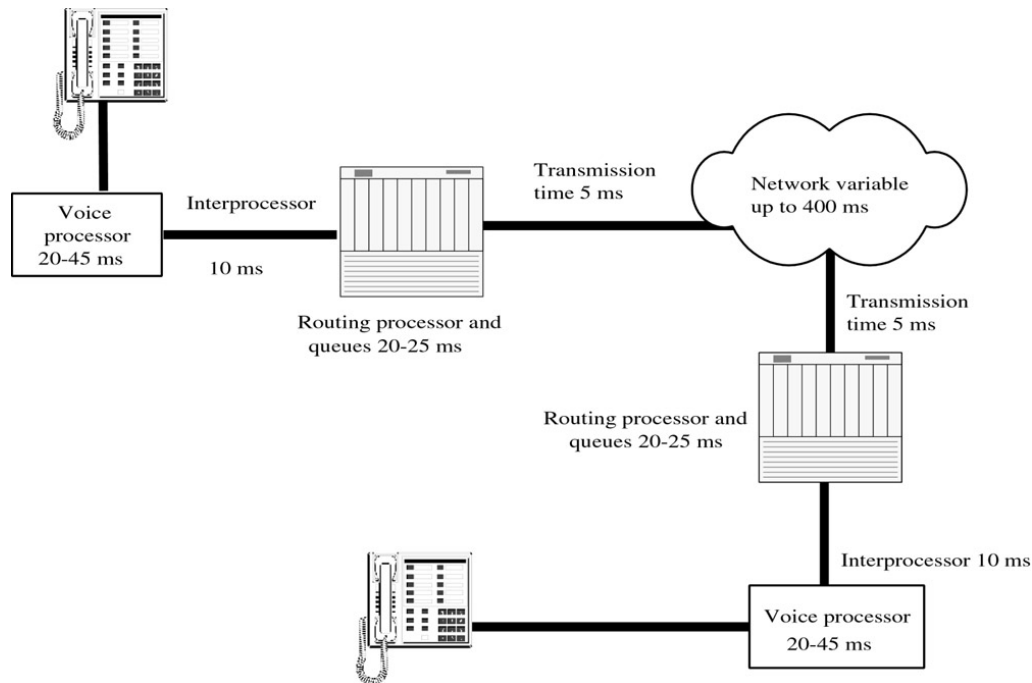 Voice
processor
20-45 ms
Interprocessor
10 ms
Routing processor and
queues 20-25 ms
Transmission
time 5 ms
Network variable
up to 400 ms
Transmission
time 5 ms
Routing processor and
queues 20-25 ms
Interprocessor 10 ms
Voice processor
20-45 ms